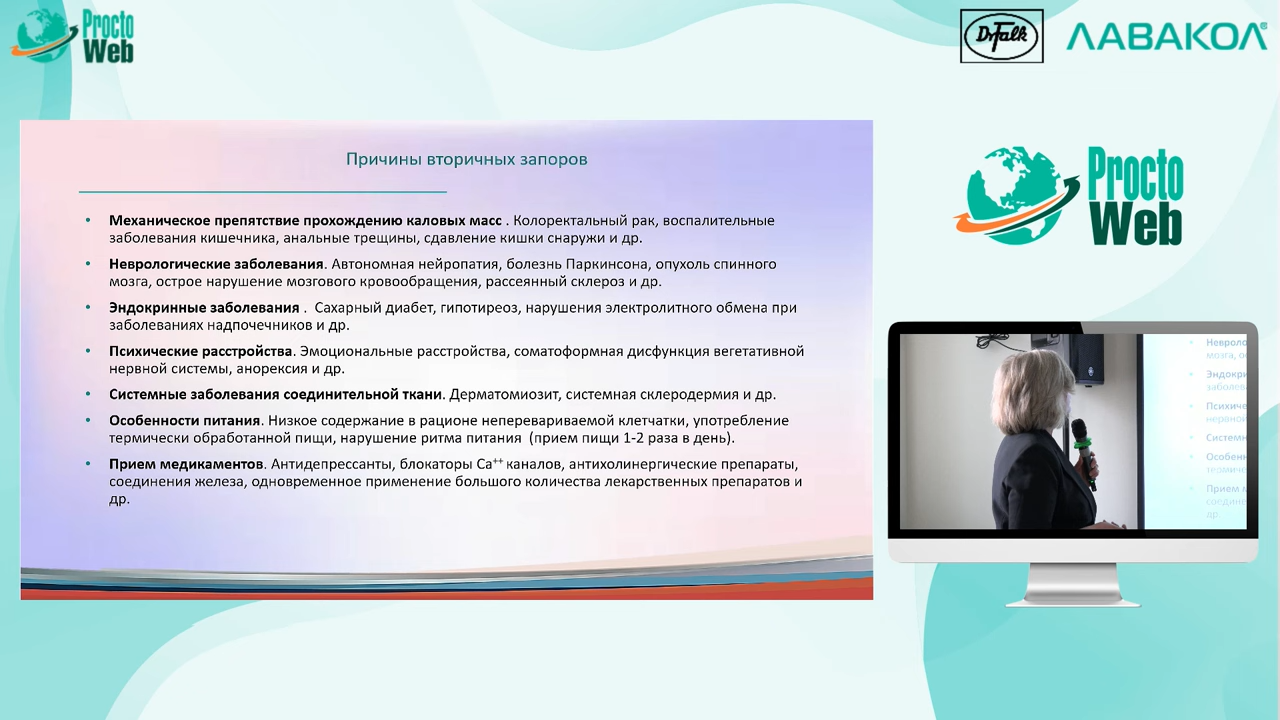 Procto
Web
Dr Falk
ЛАВАКОЛ®
Причины вторичных запоров
• Механическое препятствие прохождению каловых масс . Колоректальный рак, воспалительные
заболевания кишечника, анальные трещины, сдавление кишки снаружи и др.
• Неврологические заболевания. Автономная нейропатия, болезнь Паркинсона, опухоль спинного
мозга, острое нарушение мозгового кровообращения, рассеянный склероз и др.
• Эндокринные заболевания .  Сахарный диабет, гипотиреоз, нарушения электролитного обмена при
заболеваниях надпочечников и др.
• Психические расстройства. Эмоциональные расстройства, соматоформная дисфункция вегетативной
нервной системы, анорексия и др.
• Системные заболевания соединительной ткани. Дерматомиозит, системная склеродермия и др.
• Особенности питания. Низкое содержание в рационе неперевариваемой клетчатки, употребление
термически обработанной пищи, нарушение ритма питания  (прием пищи 1-2 раза в день).
• Прием медикаментов. Антидепрессанты, блокаторы Ca⁺⁺ каналов, антихолинергические препараты,
соединения железа, одновременное применение большого количества лекарственных препаратов и
др.
Procto
Web